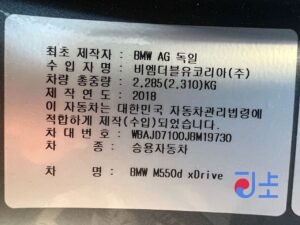 최초 제작자 : BMW AG 독일
수 입 자 명 : 비엠더블유코리아(주)
차량 총중량 : 2,285(2,310)KG
제 작 연 도 : 2018
이 자동차는 대한민국 자동차관리법령에
적합하게 제작(수입)되었습니다.
차 대 번 호 : WBAJD7100JBM19730
차 종 : 승용자동차
차 명 : BMW M550d xDrive